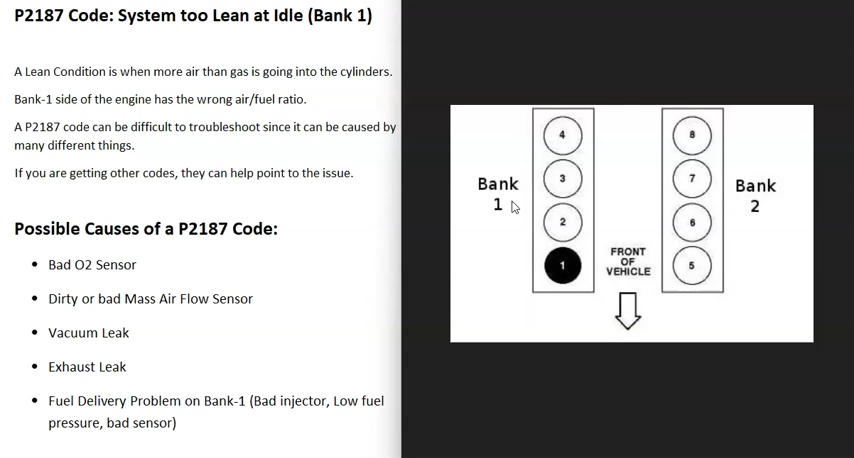 P2187 Code: System too Lean at Idle (Bank 1)
A Lean Condition is when more air than gas is going into the cylinders.
Bank-1 side of the engine has the wrong air/fuel ratio.
A P2187 code can be difficult to troubleshoot since it can be caused by
many different things.
If you are getting other codes, they can help point to the issue.
Possible Causes of a P2187 Code:
• Bad O2 Sensor
• Dirty or bad Mass Air Flow Sensor
• Vacuum Leak
• Exhaust Leak
• Fuel Delivery Problem on Bank-1 (Bad injector, Low fuel
pressure, bad sensor)
Bank
1
4
3
2
1
FRONT
OF
VEHICLE
8
7
6
5
Bank
2